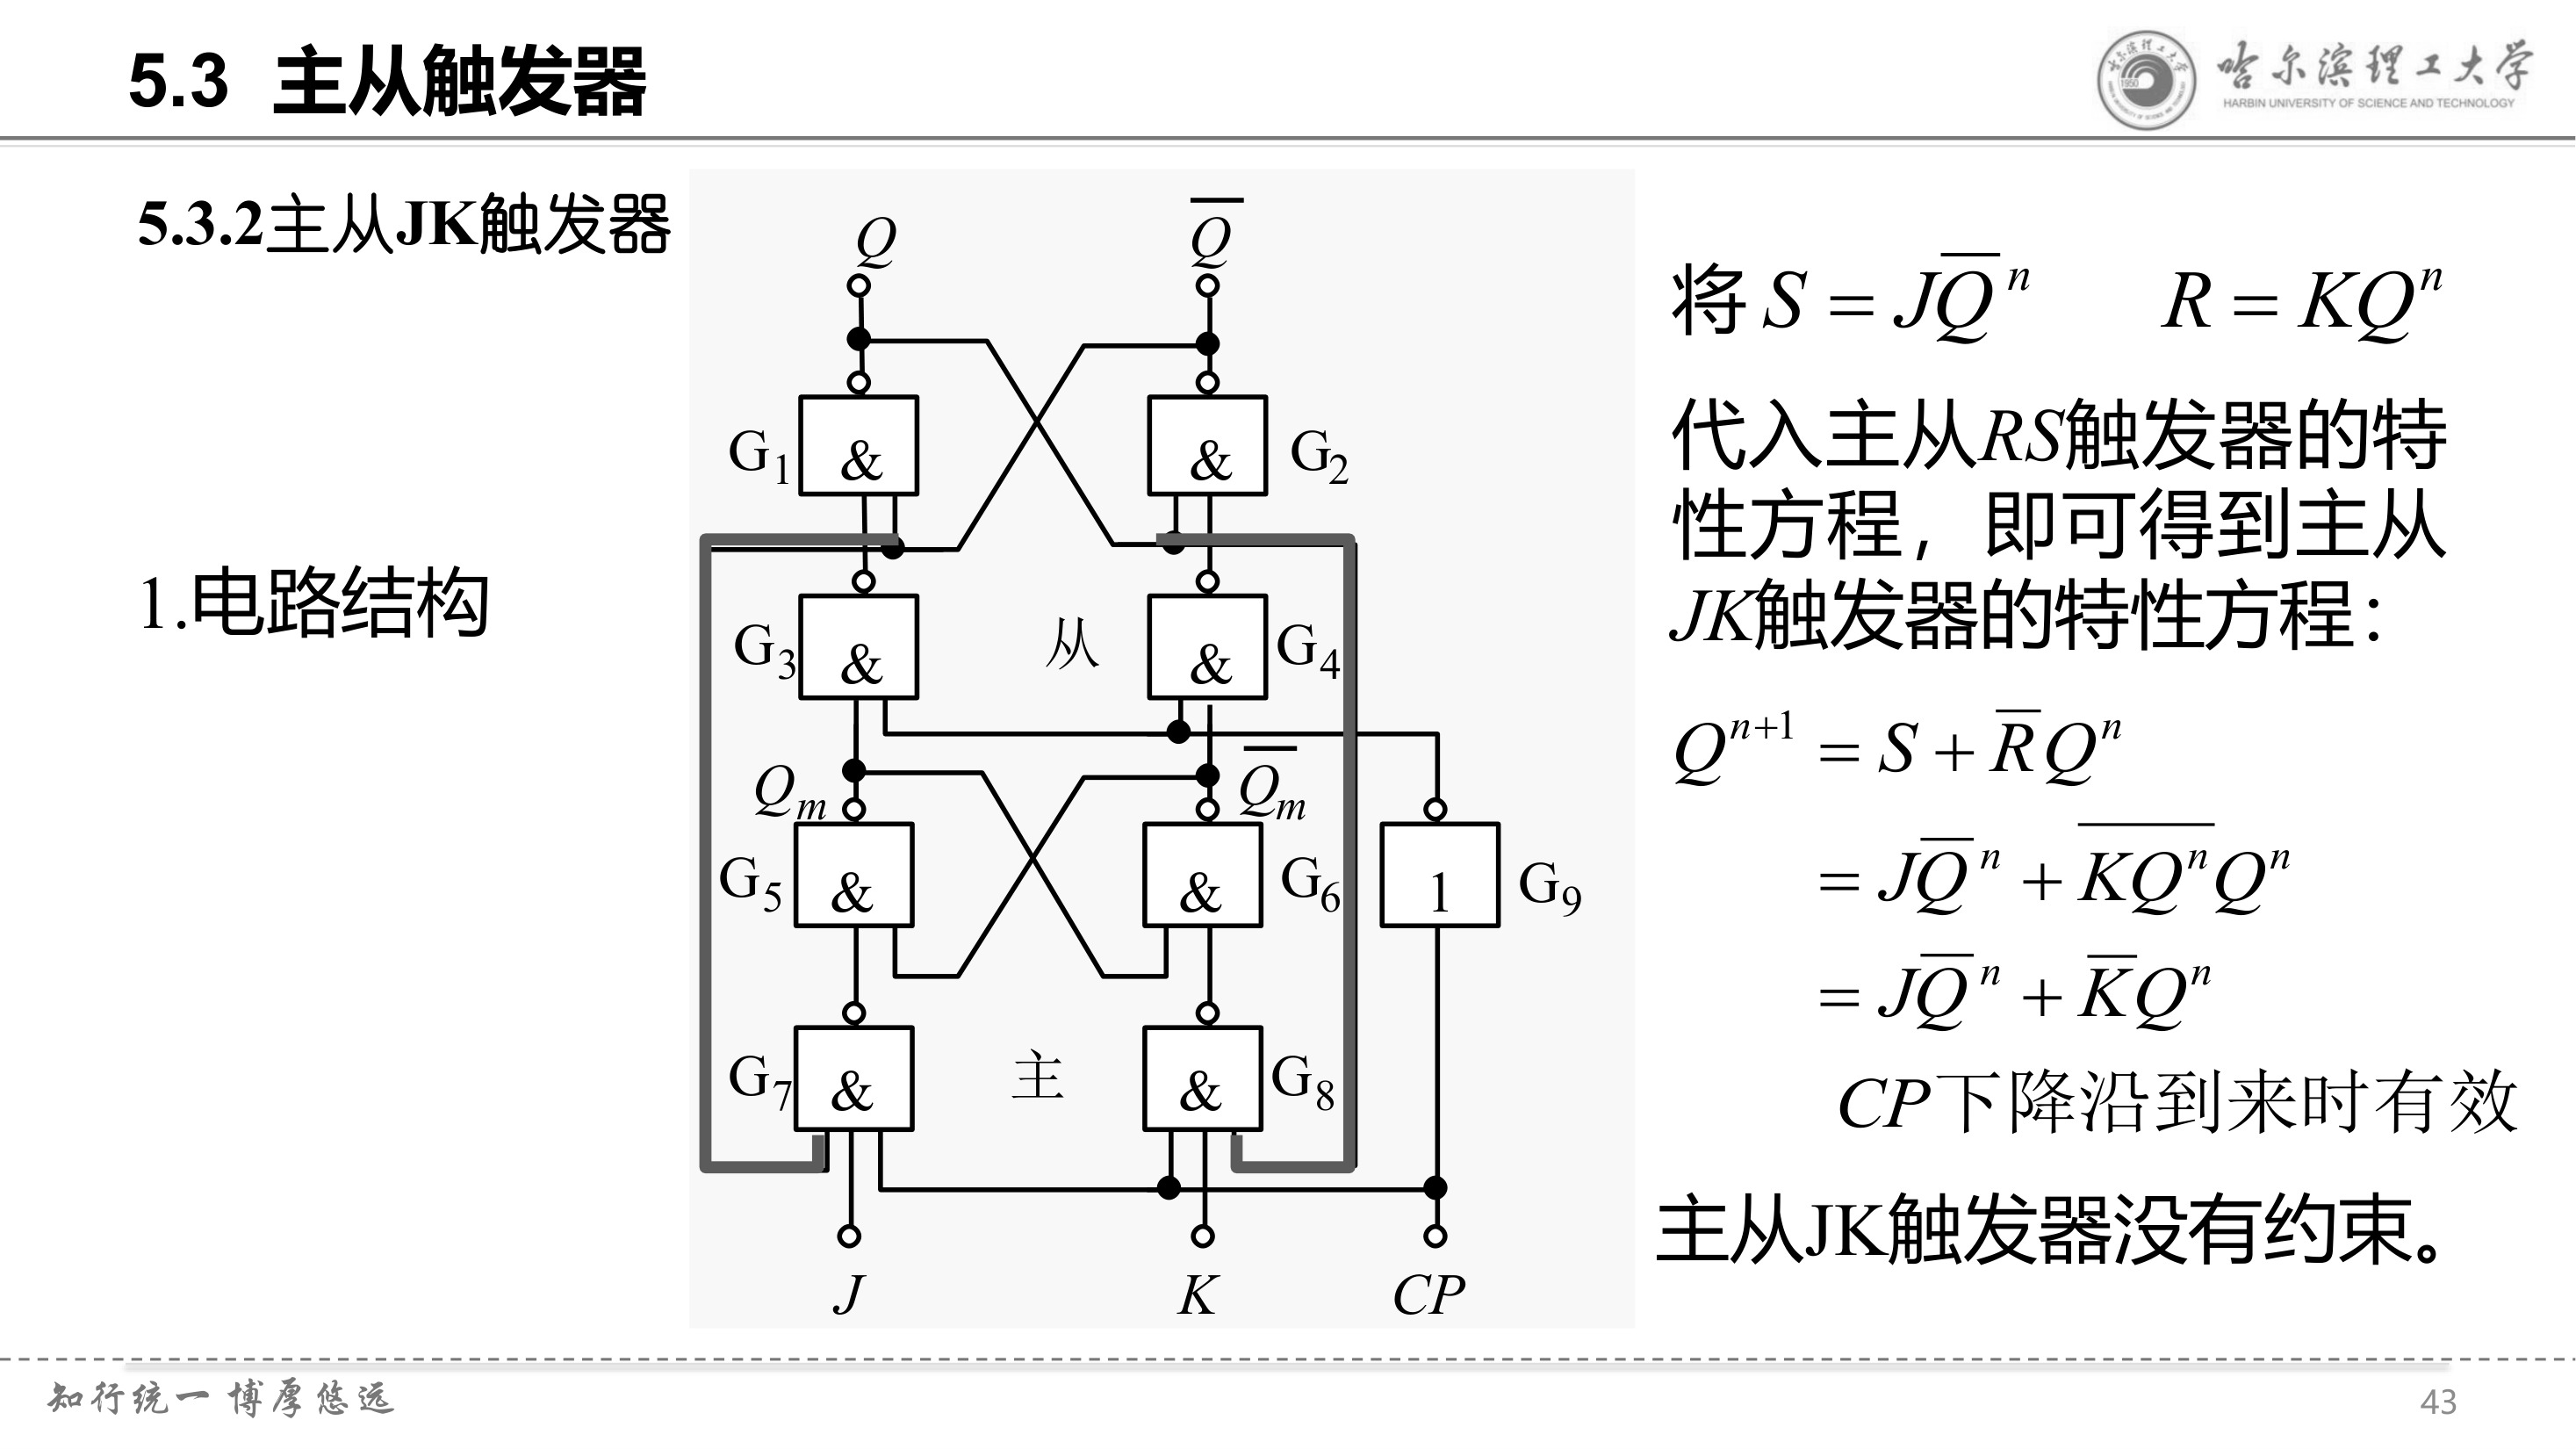 5.3 主从触发器
哈尔滨理工大学
HARBIN UNIVERSITY OF SCIENCE AND TECHNOLOGY
1950
5.3.2主从JK触发器
1.电路结构
Q Q̅
G₁ & & G₂
G₃ & 从 & G₄
Qₘ Q̅ₘ
G₅ & & G₆ 1 G₉
G₇ & 主 & G₈
J K CP
将 S = JQ̅ⁿ R = KQⁿ
代入主从RS触发器的特
性方程，即可得到主从
JK触发器的特性方程：
Qⁿ⁺¹ = S + R̅Qⁿ
= JQ̅ⁿ + \overline{KQⁿ}Qⁿ
= JQ̅ⁿ + K̅Qⁿ
CP下降沿到来时有效
主从JK触发器没有约束。
知行统一 博厚悠远
43